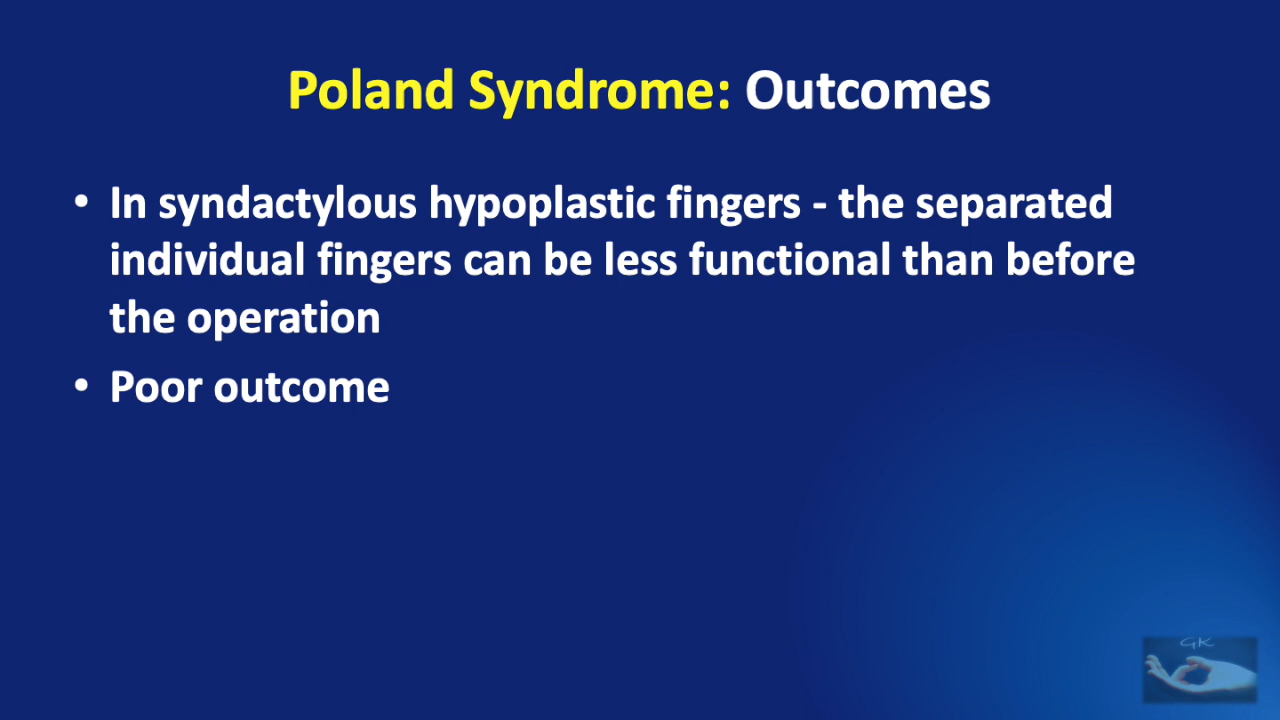 Poland Syndrome: Outcomes
• In syndactylous hypoplastic fingers - the separated
individual fingers can be less functional than before
the operation
• Poor outcome
GK